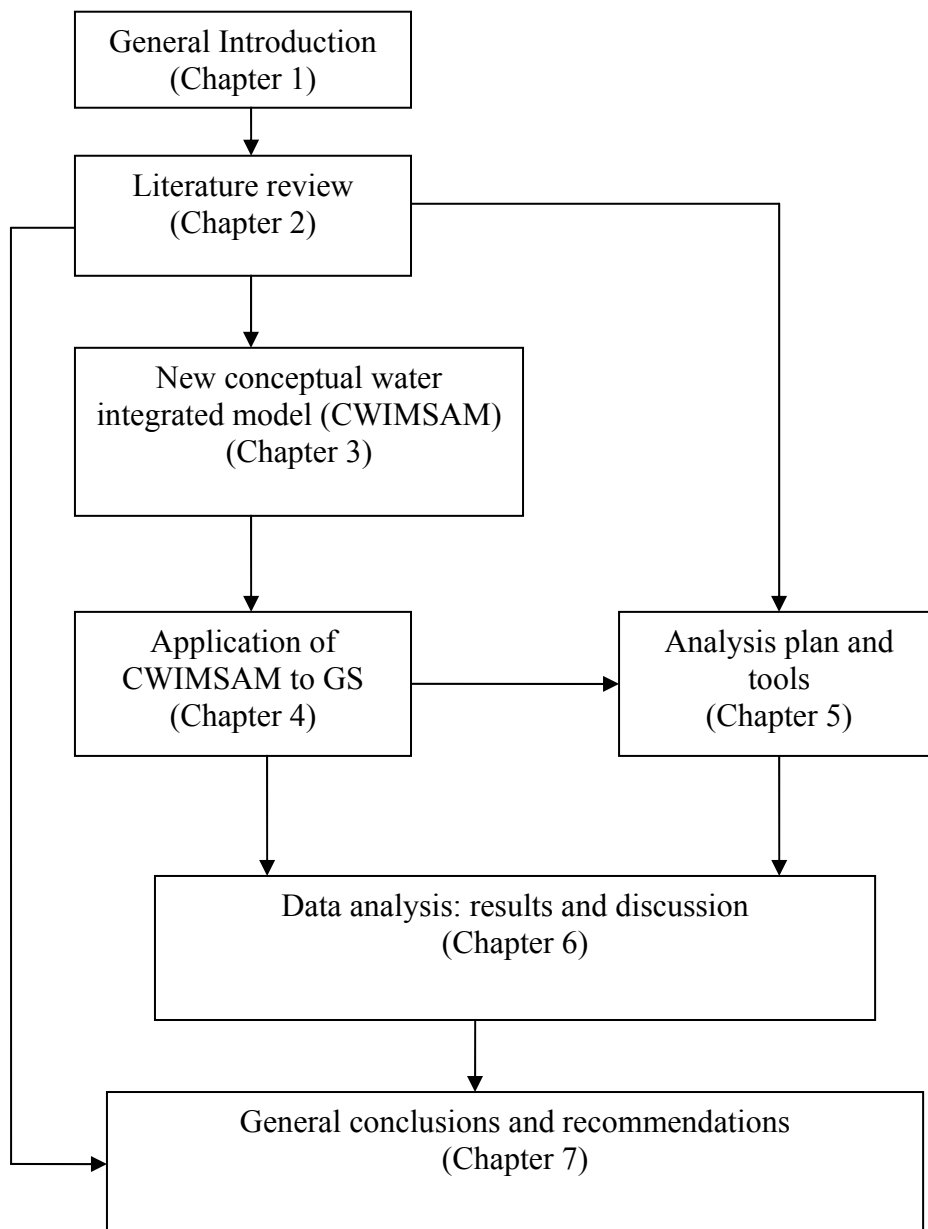 General Introduction
(Chapter 1)
Literature review
(Chapter 2)
New conceptual water
integrated model (CWIMSAM)
(Chapter 3)
Application of
CWIMSAM to GS
(Chapter 4)
Analysis plan and
tools
(Chapter 5)
Data analysis: results and discussion
(Chapter 6)
General conclusions and recommendations
(Chapter 7)